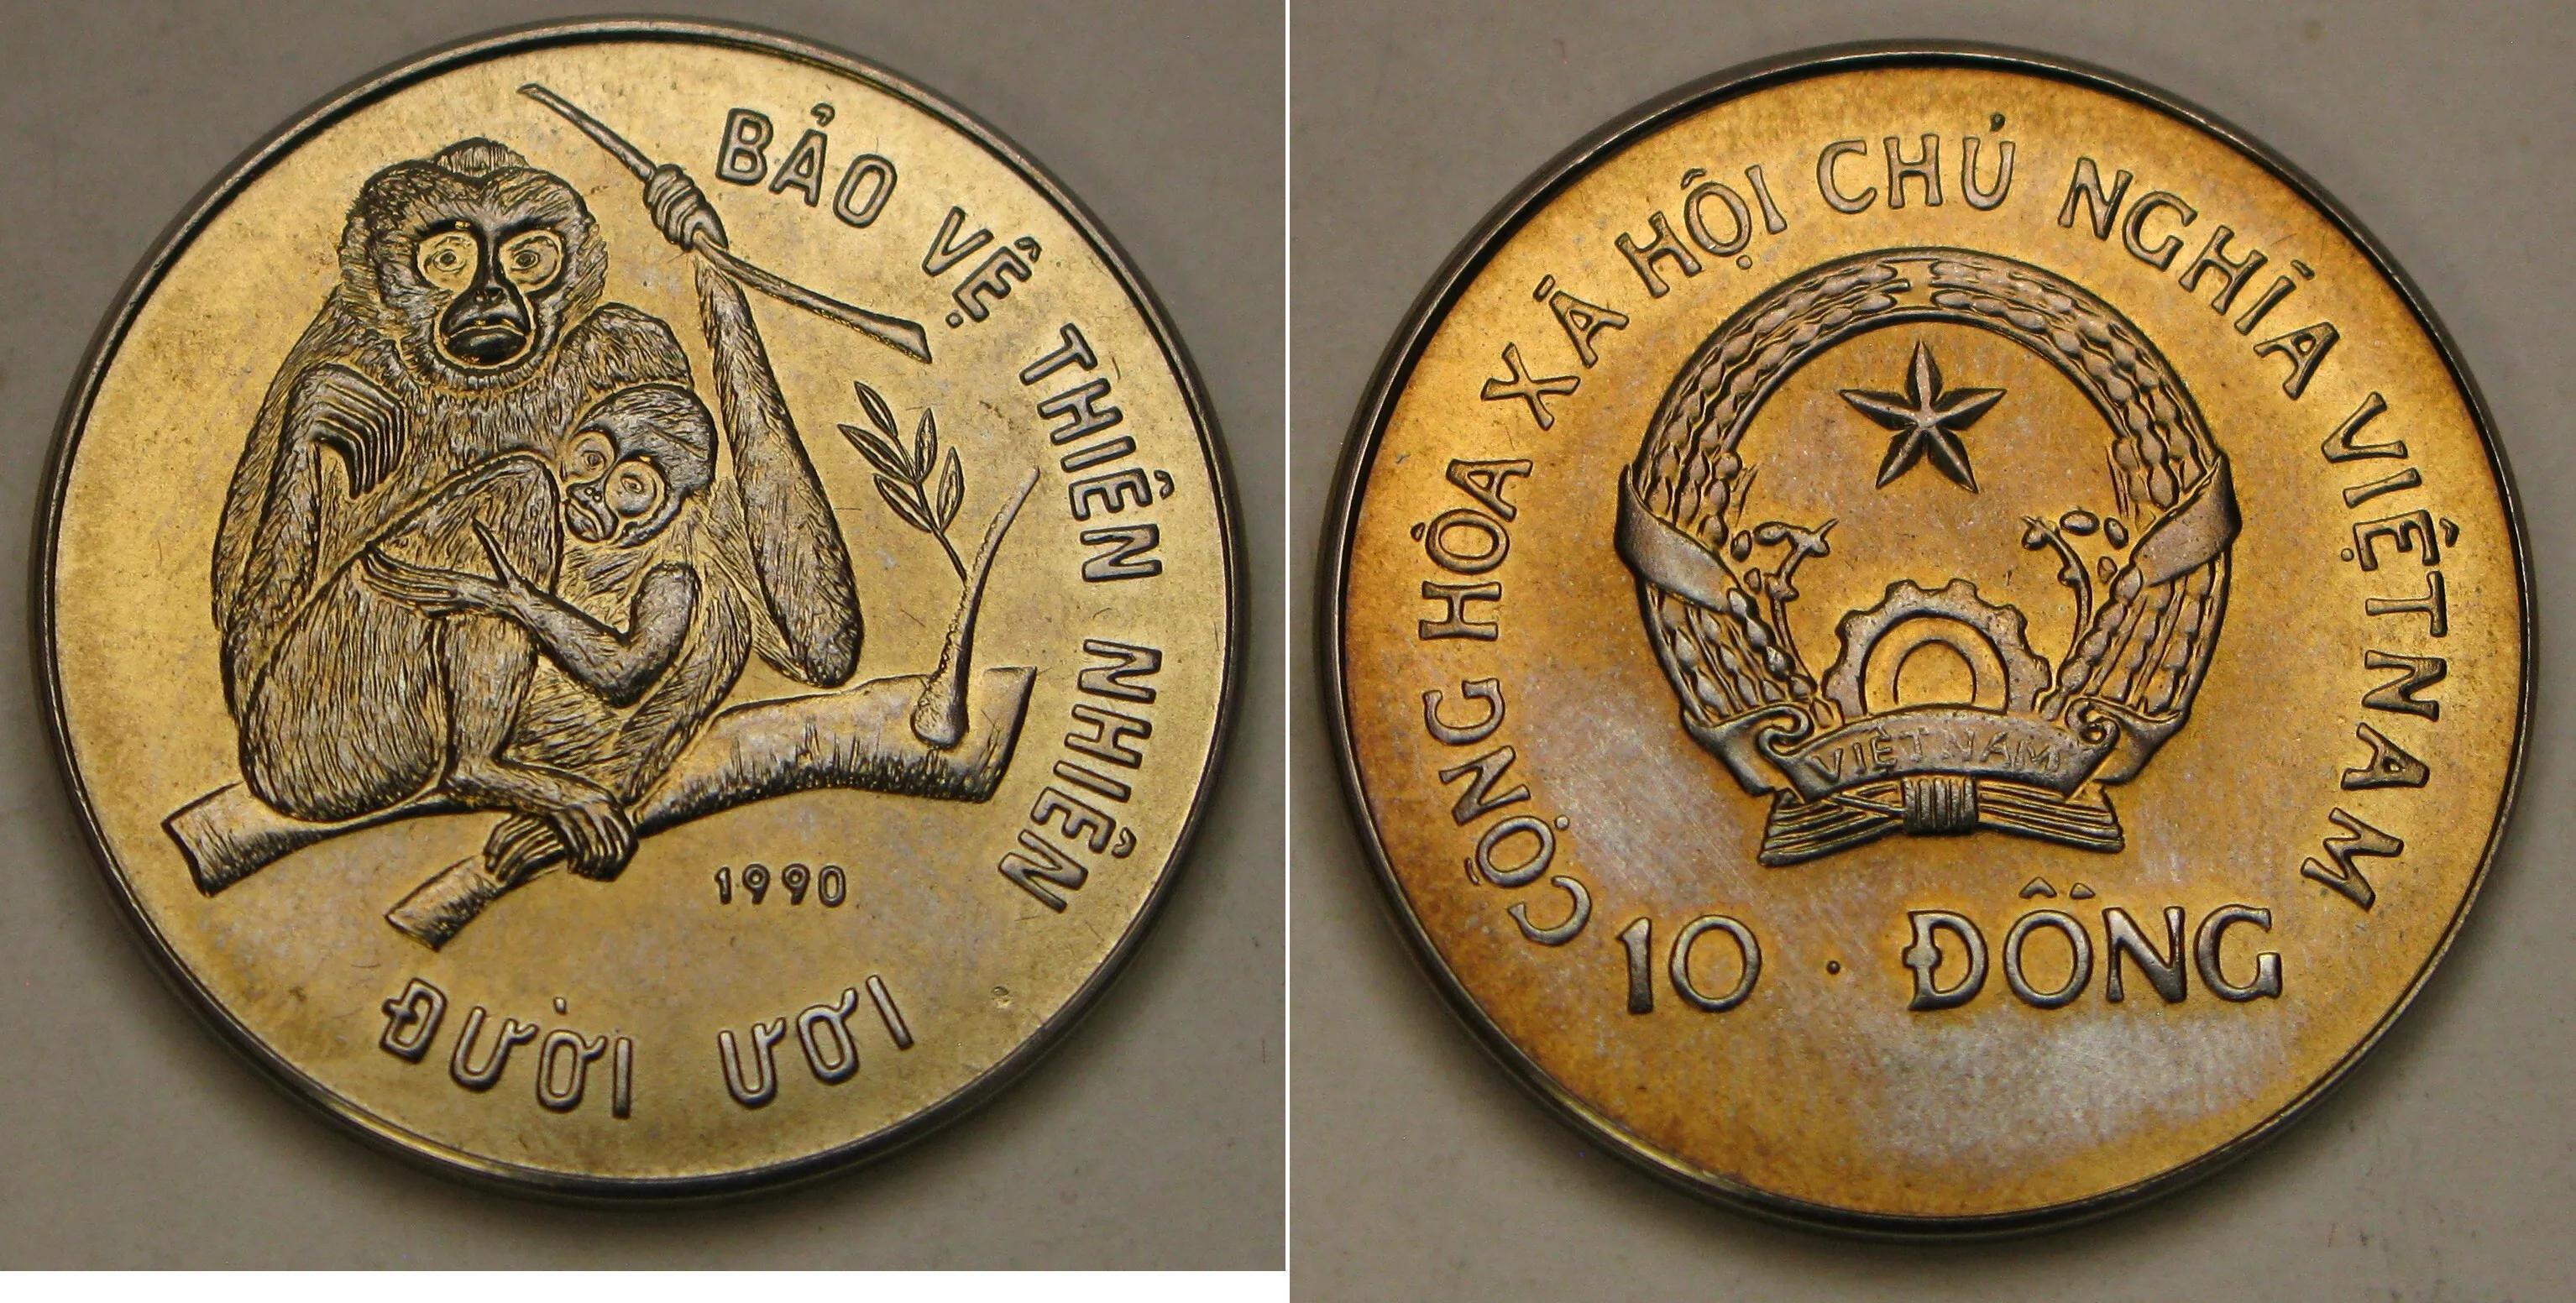 BẢO VỆ THIÊN NHIÊN
1990
ĐƯỜI ƯƠI
CỘNG HÒA XÃ HỘI CHỦ NGHĨA VIỆT NAM
VIỆT NAM
10 · ĐỒNG